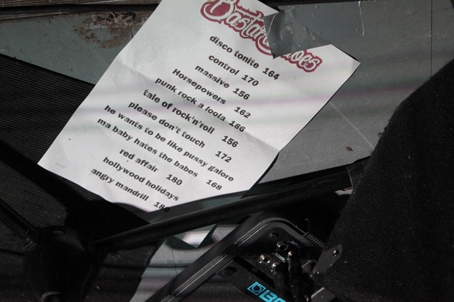 disco tonite 164
control 170
massive 156
Horsepowers 162
punk rock a loola 186
tale of rock'n'roll 156
please don't touch 172
he wants to be like pussy galore
ma baby hates the babes 168
red affair 180
hollywood holidays
angry mandrill